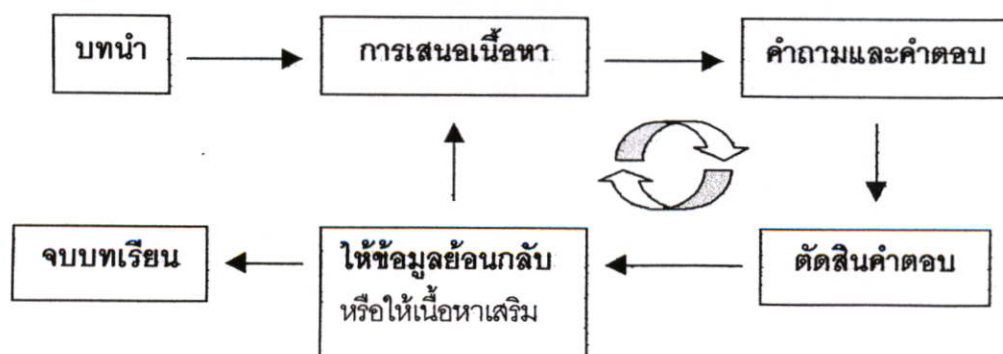 บทนำ
การเสนอเนื้อหา
คำถามและคำตอบ
จบบทเรียน
ให้ข้อมูลย้อนกลับ
หรือให้เนื้อหาเสริม
ตัดสินคำตอบ